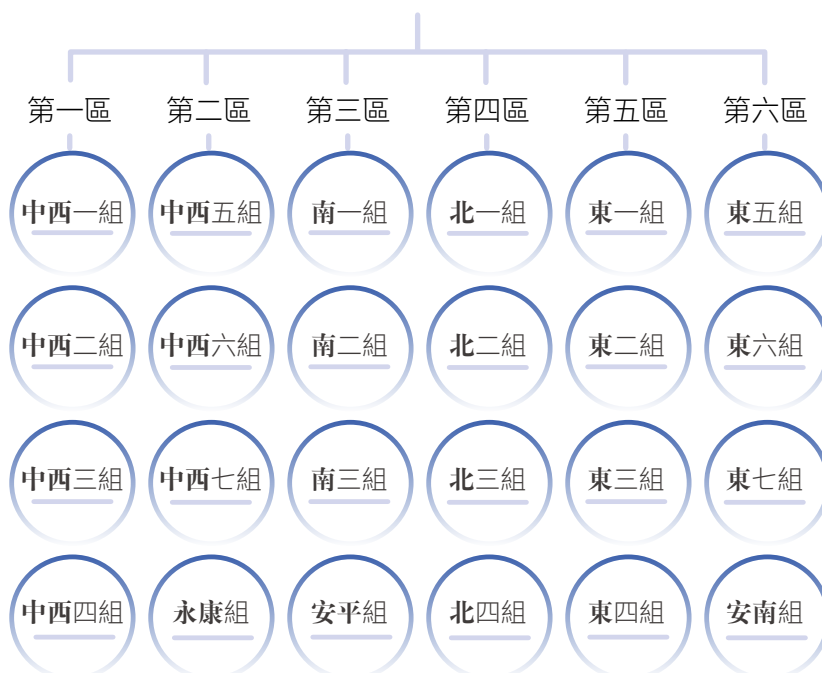 第一區 第二區 第三區 第四區 第五區 第六區
中西一組 中西五組 南一組 北一組 東一組 東五組
中西二組 中西六組 南二組 北二組 東二組 東六組
中西三組 中西七組 南三組 北三組 東三組 東七組
中西四組 永康組 安平組 北四組 東四組 安南組